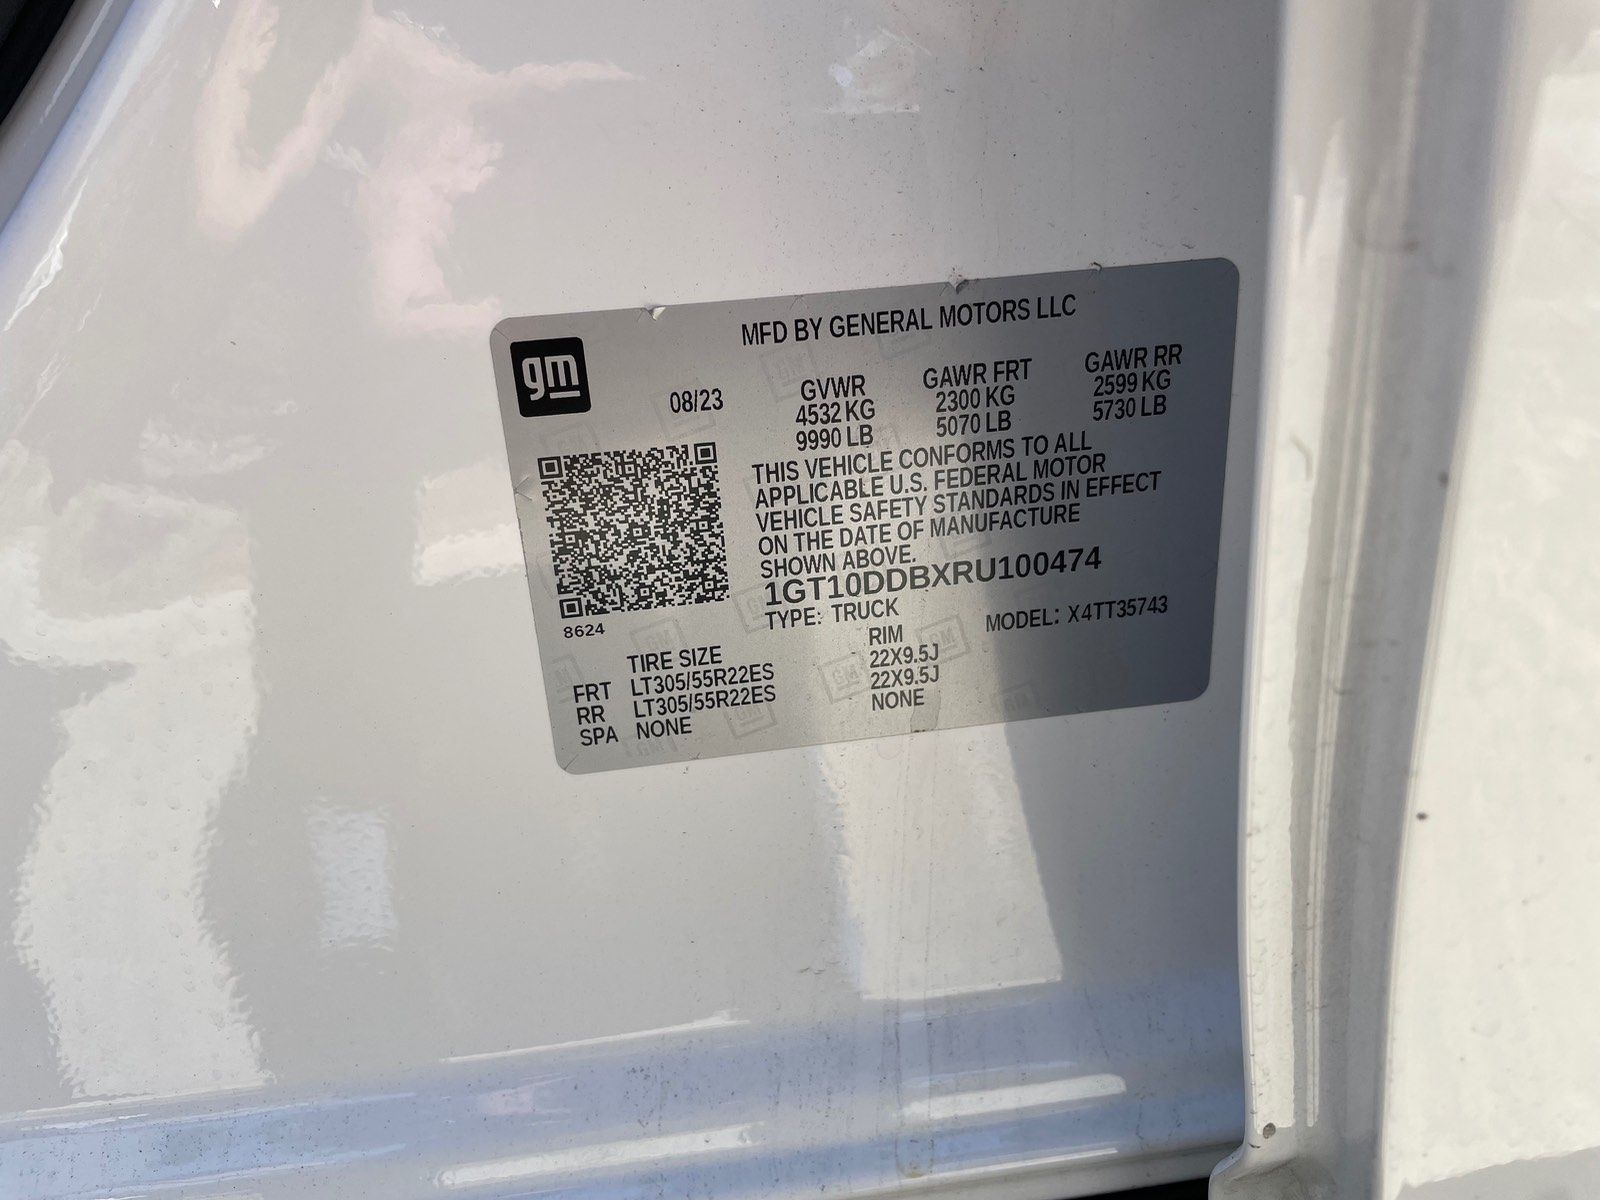 gm
MFD BY GENERAL MOTORS LLC
08/23
GVWR GAWR FRT GAWR RR
4532 KG 2300 KG 2599 KG
9990 LB 5070 LB 5730 LB
THIS VEHICLE CONFORMS TO ALL
APPLICABLE U.S. FEDERAL MOTOR
VEHICLE SAFETY STANDARDS IN EFFECT
ON THE DATE OF MANUFACTURE
SHOWN ABOVE.
1GT10DDBXRU100474
TYPE: TRUCK MODEL: X4TT35743
8624
TIRE SIZE RIM
FRT LT305/55R22ES 22X9.5J
RR LT305/55R22ES 22X9.5J
SPA NONE NONE